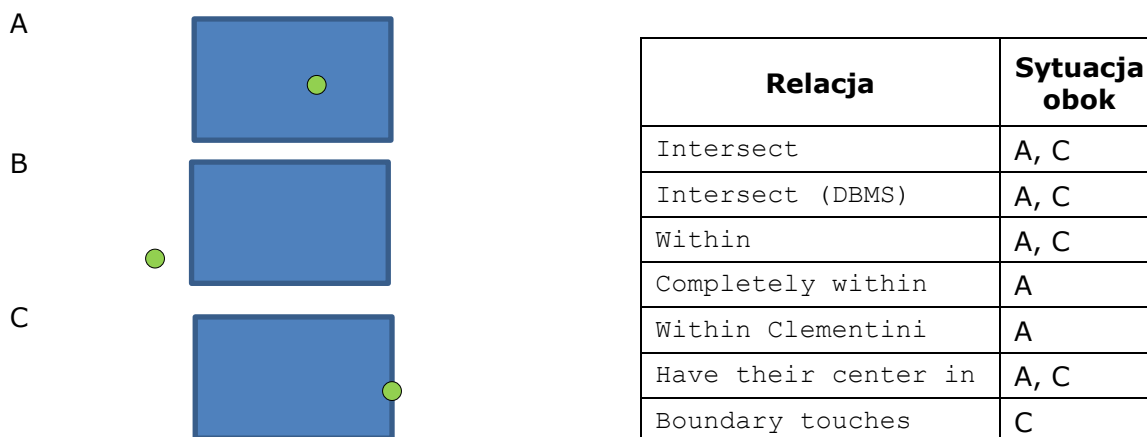 A
B
C
Relacja Sytuacja obok
Intersect A, C
Intersect (DBMS) A, C
Within A, C
Completely within A
Within Clementini A
Have their center in A, C
Boundary touches C